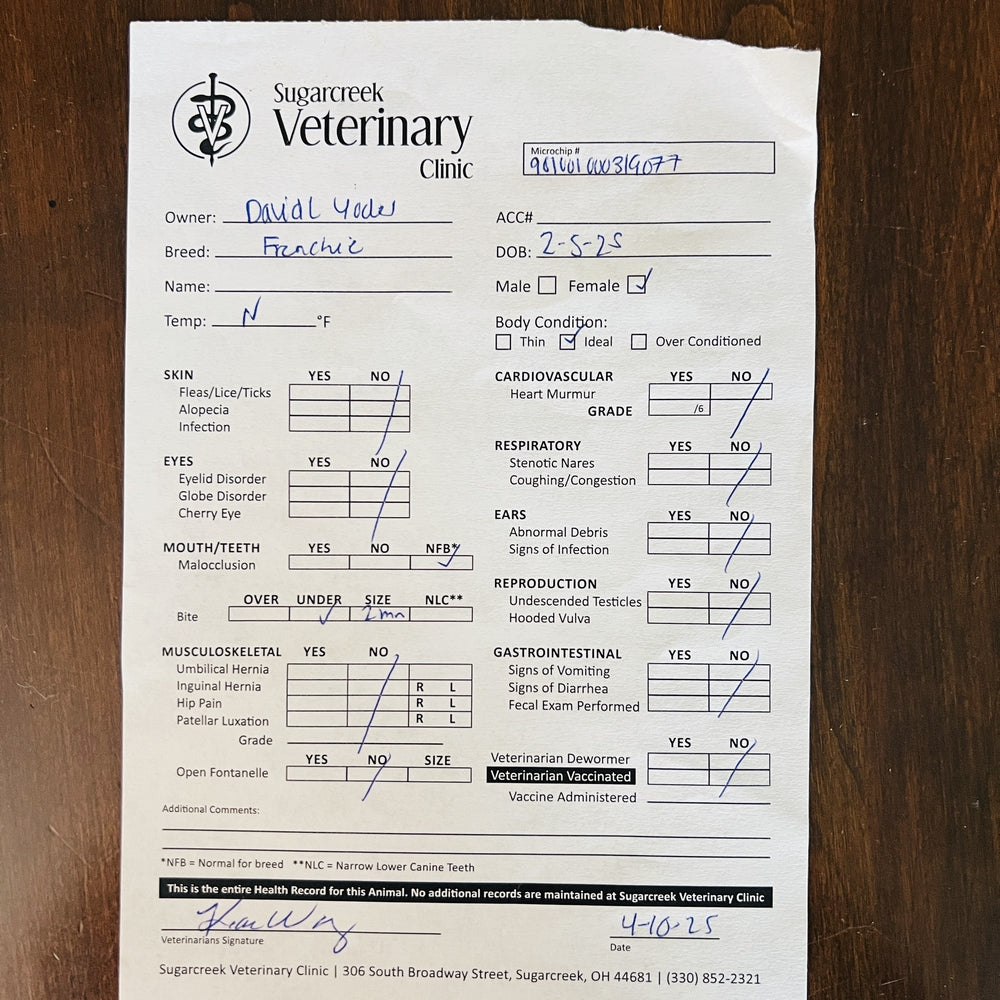 Sugarcreek
Veterinary
Clinic
Microchip #
Owner: David L Yoder
ACC#
Breed: Frenchie
DOB: 2-5-25
Name:
Male Female ✓
Temp: N °F
Body Condition:
Thin ✓ Ideal Over Conditioned
SKIN YES NO
Fleas/Lice/Ticks
Alopecia
Infection
CARDIOVASCULAR YES NO
Heart Murmur
GRADE /6
EYES YES NO
Eyelid Disorder
Globe Disorder
Cherry Eye
RESPIRATORY YES NO
Stenotic Nares
Coughing/Congestion
EARS YES NO
Abnormal Debris
Signs of Infection
MOUTH/TEETH YES NO NFB*
Malocclusion ✓
OVER UNDER SIZE NLC**
Bite ✓ 2mm
REPRODUCTION YES NO
Undescended Testicles
Hooded Vulva
MUSCULOSKELETAL YES NO
Umbilical Hernia
Inguinal Hernia R L
Hip Pain R L
Patellar Luxation R L
Grade
GASTROINTESTINAL YES NO
Signs of Vomiting
Signs of Diarrhea
Fecal Exam Performed
YES NO SIZE
Open Fontanelle
YES NO
Veterinarian Dewormer
Veterinarian Vaccinated
Vaccine Administered
Additional Comments:
*NFB = Normal for breed **NLC = Narrow Lower Canine Teeth
This is the entire Health Record for this Animal. No additional records are maintained at Sugarcreek Veterinary Clinic
Veterinarians Signature
4-10-25
Date
Sugarcreek Veterinary Clinic | 306 South Broadway Street, Sugarcreek, OH 44681 | (330) 852-2321